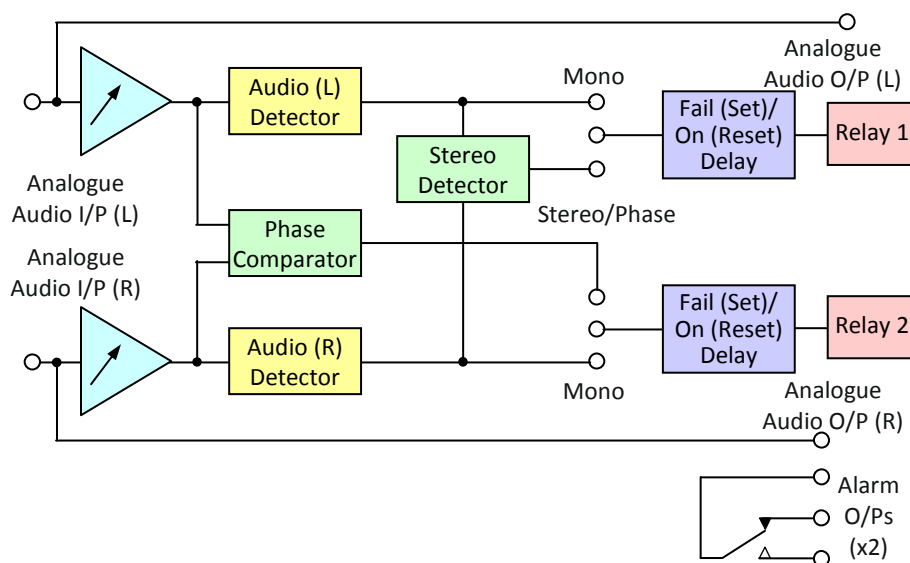 Analogue
Audio O/P (L)
Audio (L)
Detector
Mono
Fail (Set)/
On (Reset)
Delay
Relay 1
Stereo
Detector
Analogue
Audio I/P (L)
Stereo/Phase
Phase
Comparator
Analogue
Audio I/P (R)
Fail (Set)/
On (Reset)
Delay
Relay 2
Audio (R)
Detector
Mono
Analogue
Audio O/P (R)
Alarm
O/Ps
(x2)